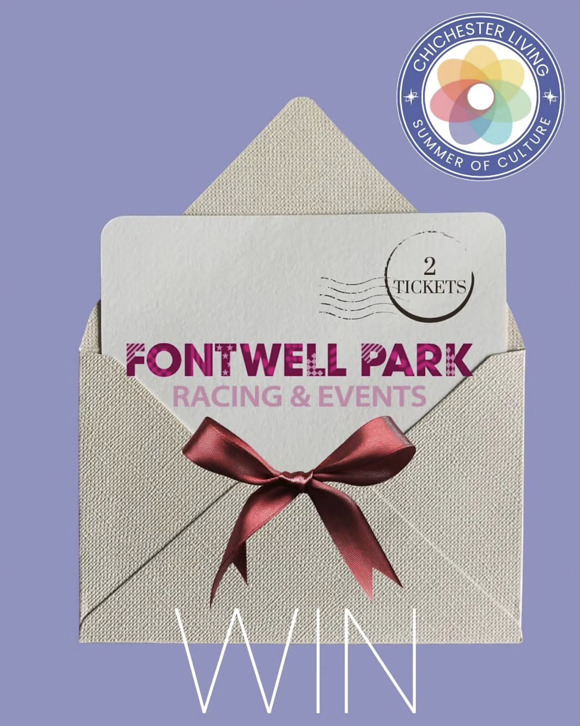 CHICHESTER LIVING
SUMMER OF CULTURE
2
TICKETS
FONTWELL PARK
RACING & EVENTS
WIN